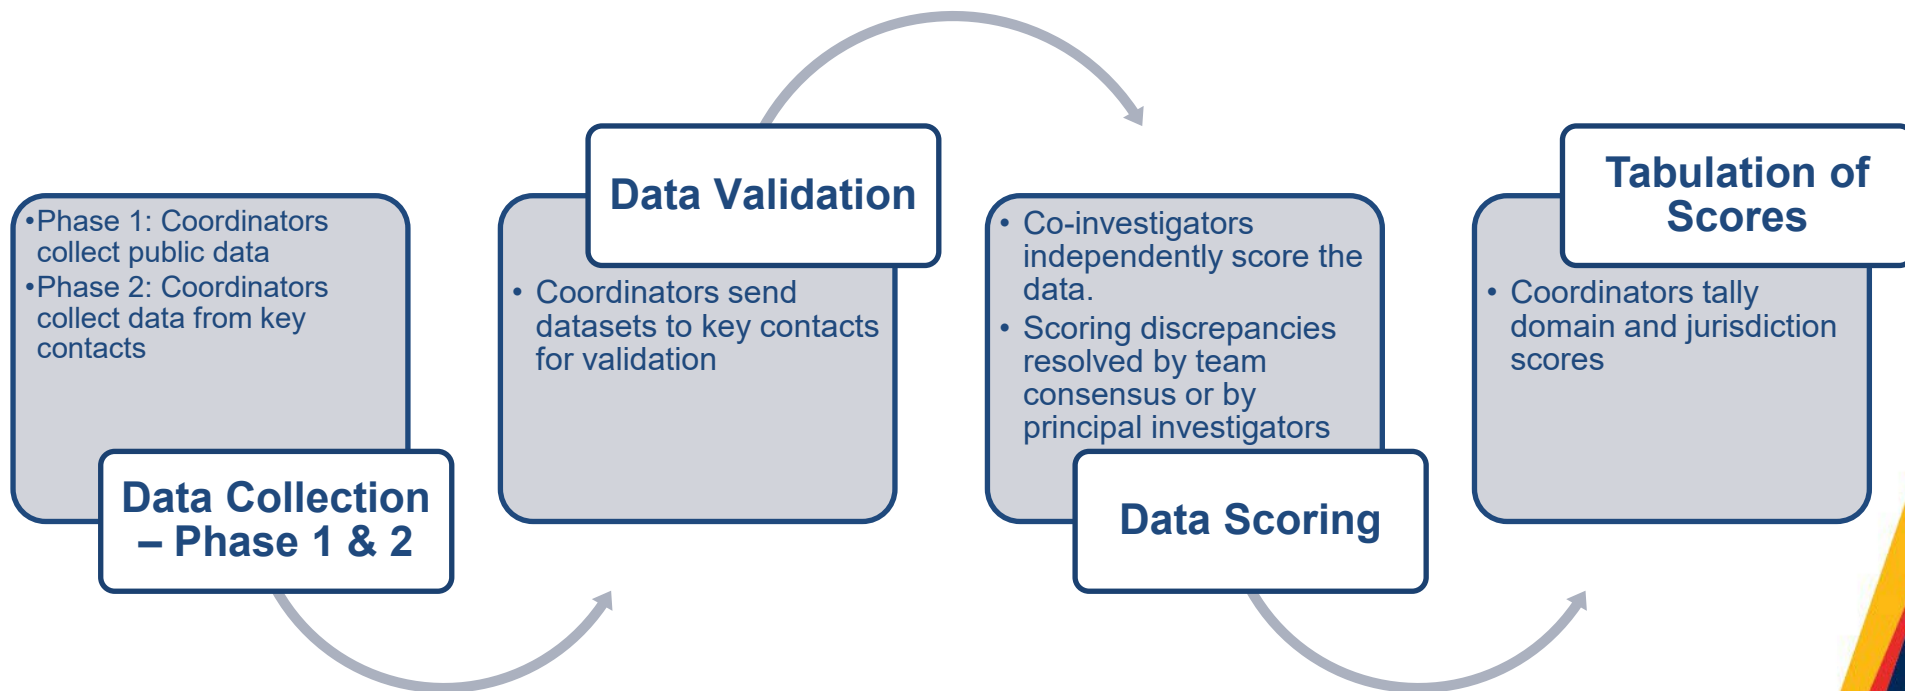 •Phase 1: Coordinators
collect public data
•Phase 2: Coordinators
collect data from key
contacts
Data Collection
– Phase 1 & 2
Data Validation
• Coordinators send
datasets to key contacts
for validation
• Co-investigators
independently score the
data.
• Scoring discrepancies
resolved by team
consensus or by
principal investigators
Data Scoring
Tabulation of
Scores
• Coordinators tally
domain and jurisdiction
scores